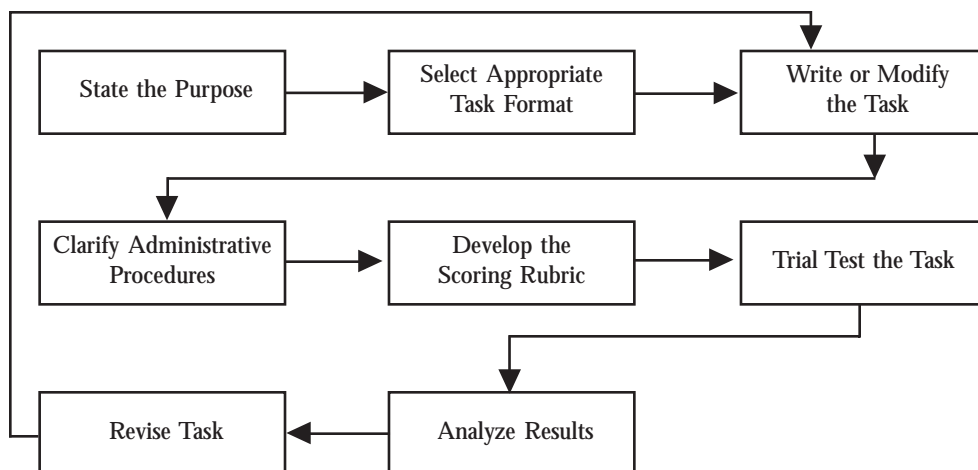 State the Purpose
Select Appropriate
Task Format
Write or Modify
the Task
Clarify Administrative
Procedures
Develop the
Scoring Rubric
Trial Test the Task
Revise Task
Analyze Results